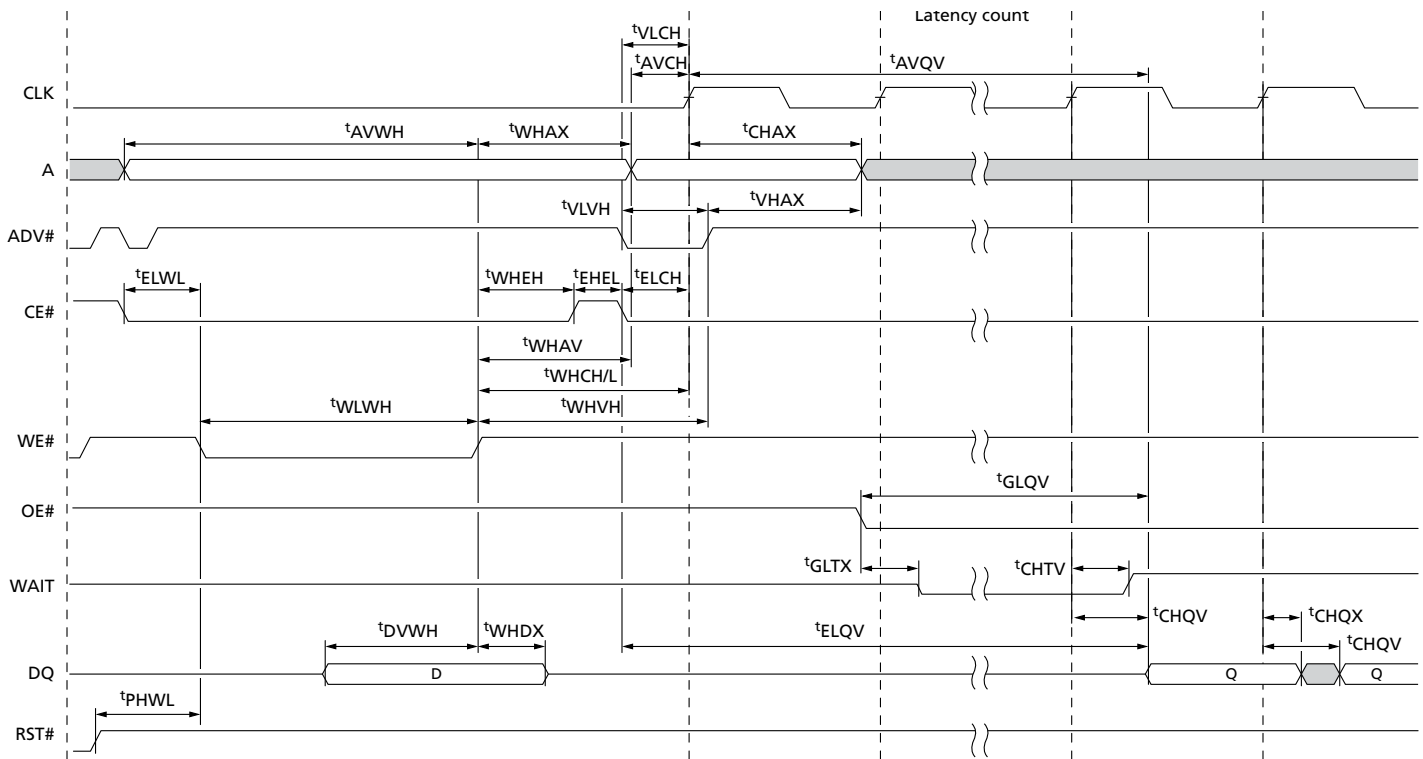 Latency count
tVLCH
tAVCH
tAVQV
CLK
tAVWH
tWHAX
tCHAX
A
tVLVH
tVHAX
ADV#
tELWL
tWHEH
tEHEL
tELCH
CE#
tWHAV
tWHCH/L
tWLWH
tWHVH
WE#
tGLQV
OE#
tGLTX
tCHTV
WAIT
tCHQV
tCHQX
tDVWH
tWHDX
tELQV
tCHQV
DQ
D
Q
Q
tPHWL
RST#